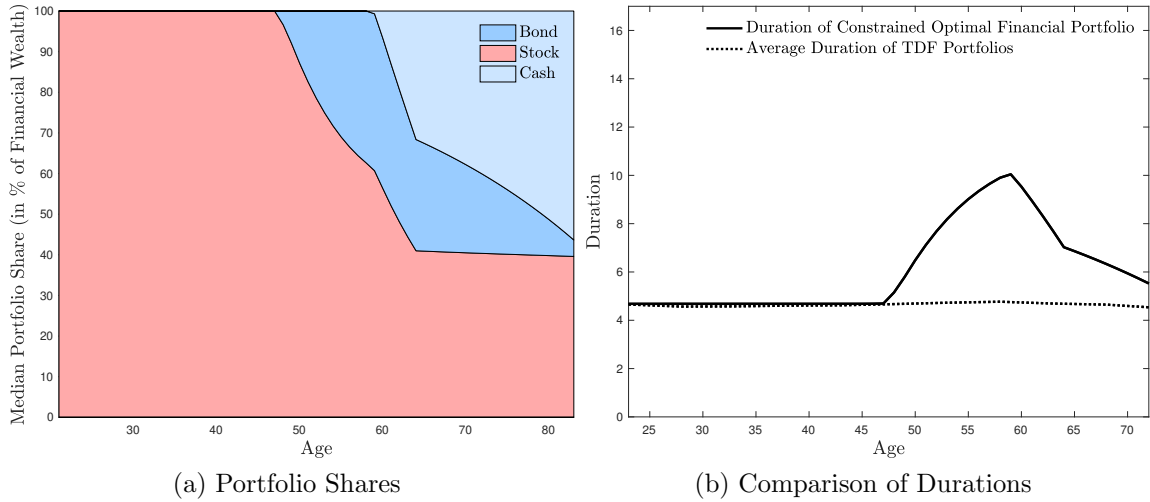 Median Portfolio Share (in % of Financial Wealth)
100
90
80
70
60
50
40
30
20
10
0
Bond
Stock
Cash
30 40 50 60 70 80
Age
(a) Portfolio Shares
Duration
16
14
12
10
8
6
4
2
0
Duration of Constrained Optimal Financial Portfolio
Average Duration of TDF Portfolios
25 30 35 40 45 50 55 60 65 70
Age
(b) Comparison of Durations